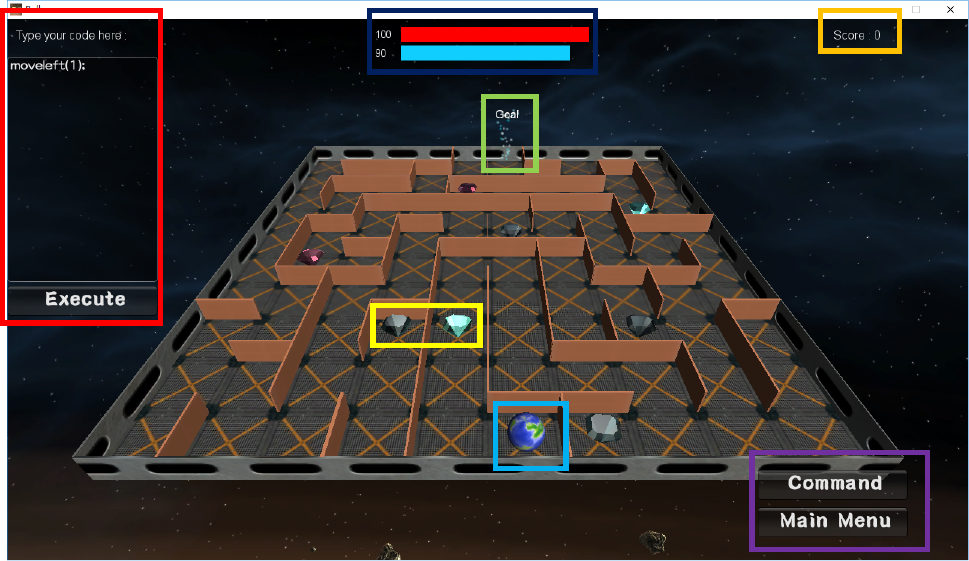 Type your code here :
100
Score : 0
90
moveleft(1);
Goal
Execute
Command
Main Menu